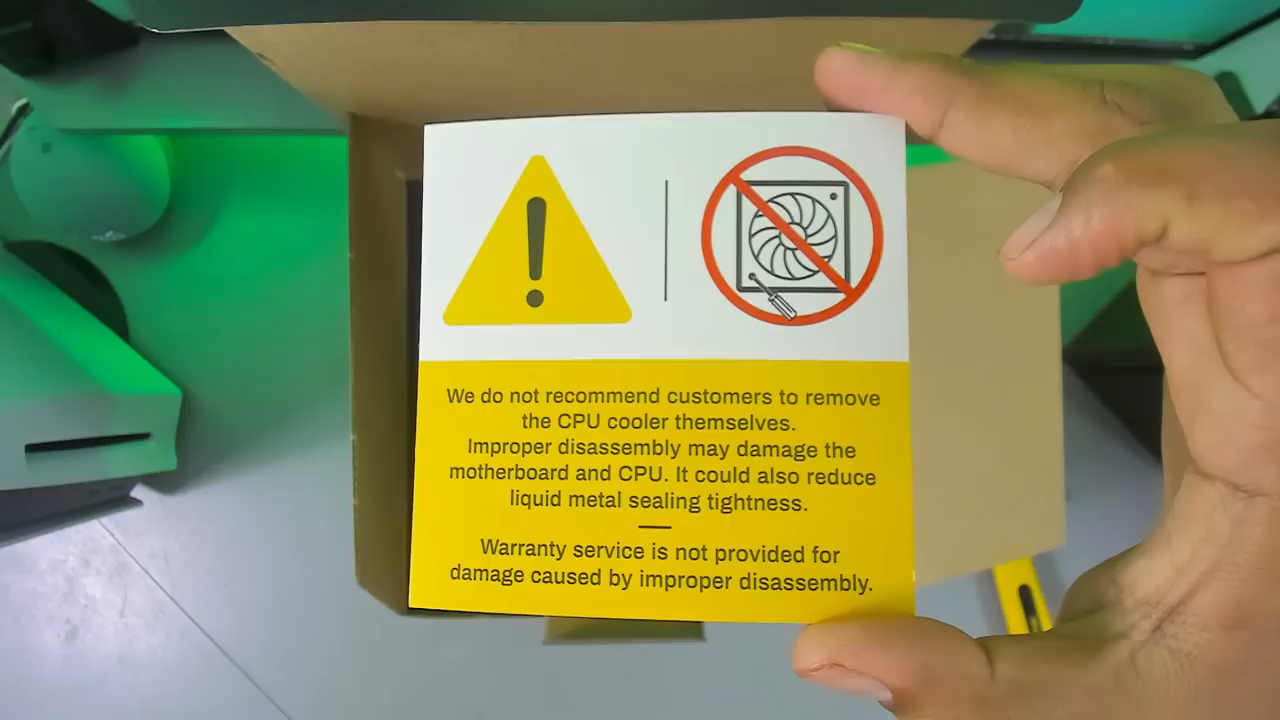 We do not recommend customers to remove
the CPU cooler themselves.
Improper disassembly may damage the
motherboard and CPU. It could also reduce
liquid metal sealing tightness.
Warranty service is not provided for
damage caused by improper disassembly.